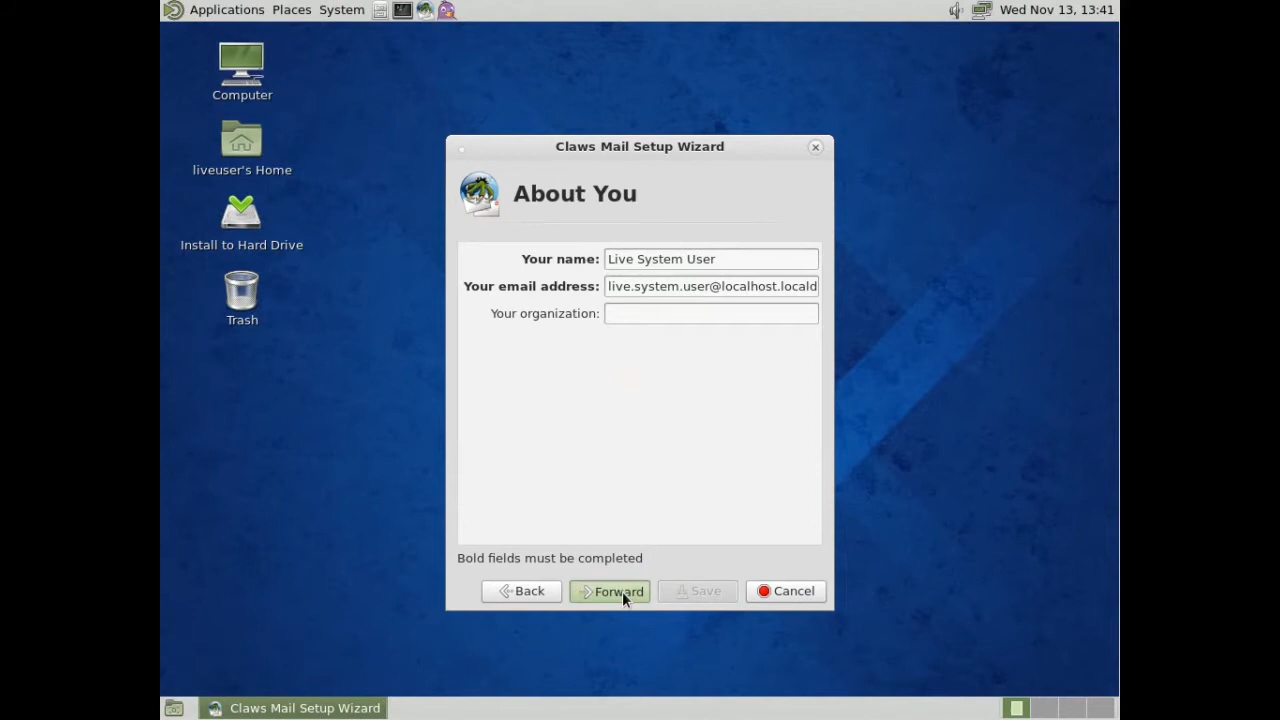 Applications Places System
Wed Nov 13, 13:41
Computer
liveuser's Home
Install to Hard Drive
Trash
Claws Mail Setup Wizard
About You
Your name: Live System User
Your email address: live.system.user@localhost.locald
Your organization:
Bold fields must be completed
Back Forward Save Cancel
Claws Mail Setup Wizard